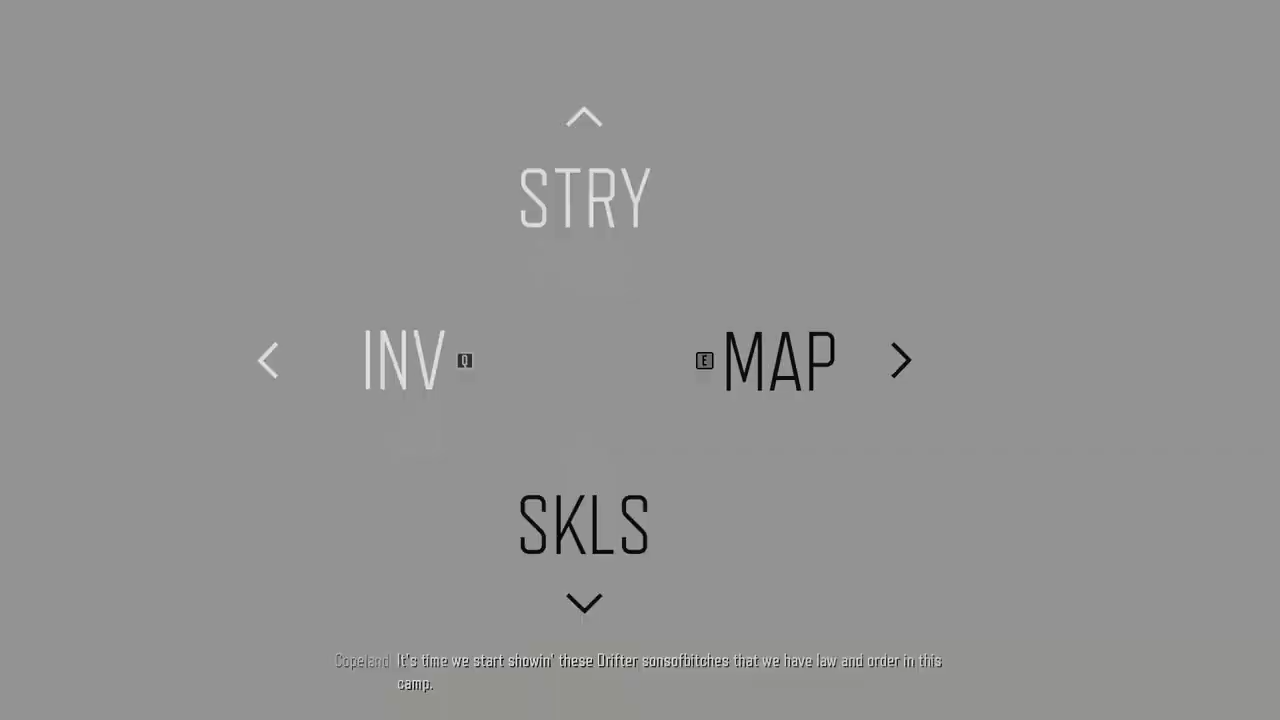 STRY
INV Q
E MAP
SKLS
Copeland It's time we start showin' these Drifter sonsofbitches that we have law and order in this
camp.